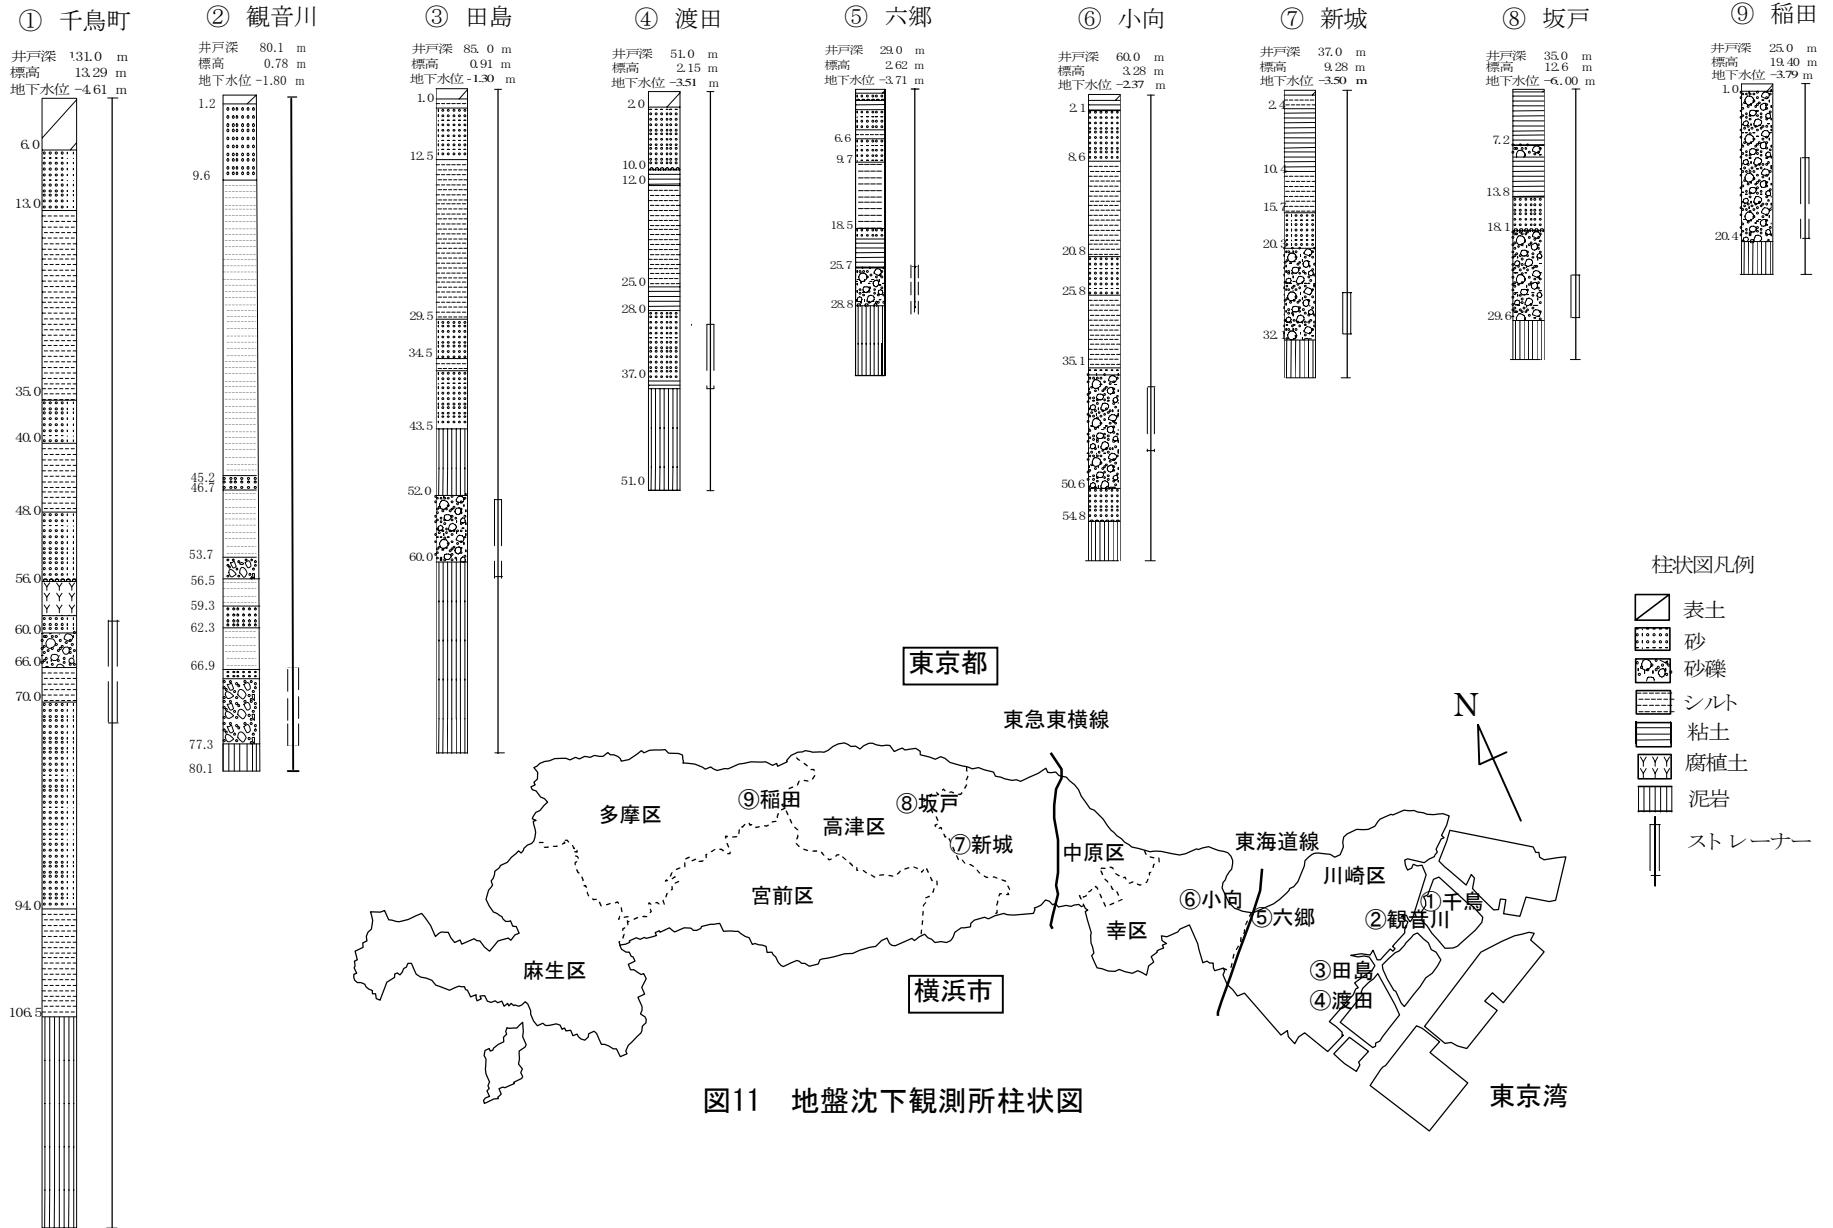 ① 千鳥町
井戸深 131.0 m
標高 13.29 m
地下水位 -4.61 m
6.0
13.0
35.0
40.0
48.0
56.0
60.0
66.0
70.0
94.0
106.5
② 観音川
井戸深 80.1 m
標高 0.78 m
地下水位 -1.80 m
1.2
9.6
45.2
46.7
53.7
56.5
59.3
62.3
66.9
77.3
80.1
③ 田島
井戸深 85.0 m
標高 0.91 m
地下水位 -1.30 m
1.0
12.5
29.5
34.5
43.5
52.0
60.0
④ 渡田
井戸深 51.0 m
標高 2.15 m
地下水位 -3.51 m
2.0
10.0
12.0
25.0
28.0
37.0
51.0
⑤ 六郷
井戸深 29.0 m
標高 2.62 m
地下水位 -3.71 m
6.6
9.7
18.5
25.7
28.8
⑥ 小向
井戸深 60.0 m
標高 3.28 m
地下水位 -2.37 m
2.1
8.6
20.8
25.8
35.1
50.6
54.8
⑦ 新城
井戸深 37.0 m
標高 9.28 m
地下水位 -3.50 m
2.4
10.4
15.7
20.3
32.1
⑧ 坂戸
井戸深 35.0 m
標高 12.6 m
地下水位 -6.00 m
7.2
13.8
18.1
29.6
⑨ 稲田
井戸深 25.0 m
標高 19.40 m
地下水位 -3.79 m
1.0
20.4
柱状図凡例
表土
砂
砂礫
シルト
粘土
腐植土
泥岩
ストレーナー
東京都
東急東横線
N
多摩区
⑨稲田
高津区
⑧坂戸
⑦新城
宮前区
麻生区
中原区
幸区
⑥小向
東海道線
⑤六郷
川崎区
①千鳥
②観音川
③田島
④渡田
横浜市
東京湾
図11 地盤沈下観測所柱状図